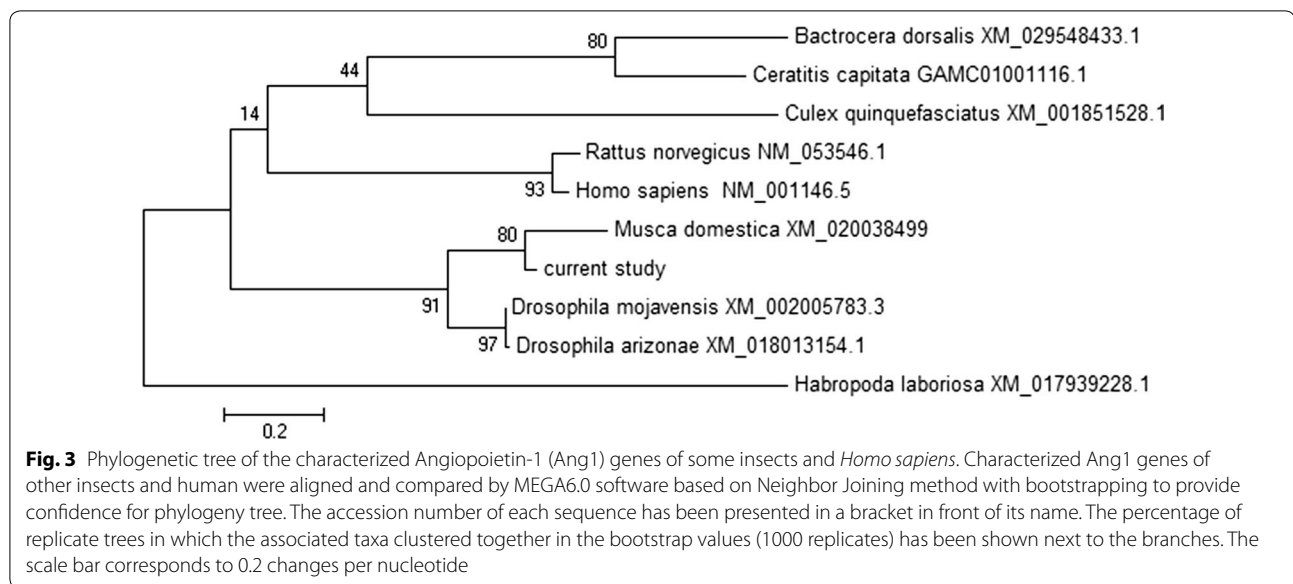 80
Bactrocera dorsalis XM_029548433.1
44
Ceratitis capitata GAMC01001116.1
14
Culex quinquefasciatus XM_001851528.1
Rattus norvegicus NM_053546.1
93
Homo sapiens NM_001146.5
80
Musca domestica XM_020038499
current study
91
Drosophila mojavensis XM_002005783.3
97
Drosophila arizonae XM_018013154.1
Habropoda laboriosa XM_017939228.1
0.2
Fig. 3 Phylogenetic tree of the characterized Angiopoietin-1 (Ang1) genes of some insects and Homo sapiens. Characterized Ang1 genes of
other insects and human were aligned and compared by MEGA6.0 software based on Neighbor Joining method with bootstrapping to provide
confidence for phylogeny tree. The accession number of each sequence has been presented in a bracket in front of its name. The percentage of
replicate trees in which the associated taxa clustered together in the bootstrap values (1000 replicates) has been shown next to the branches. The
scale bar corresponds to 0.2 changes per nucleotide